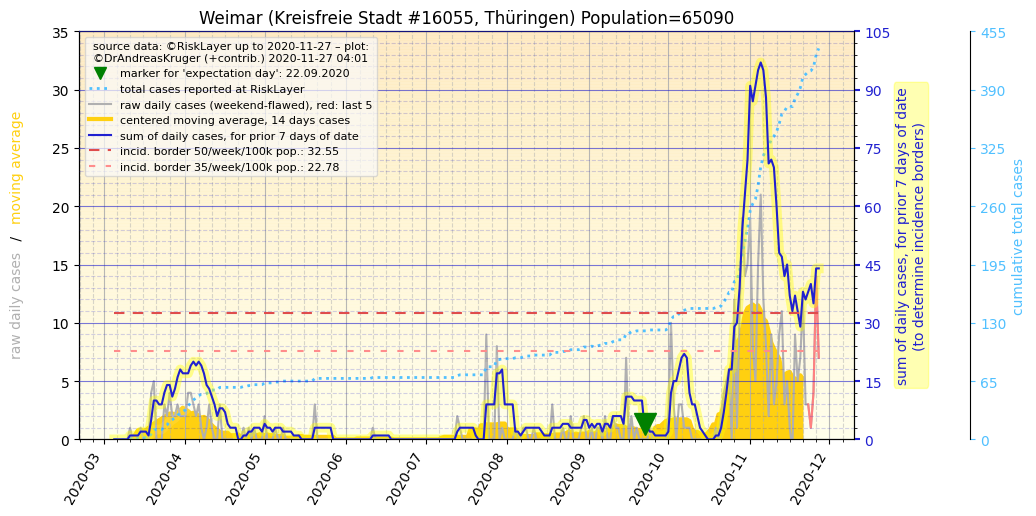 Weimar (Kreisfreie Stadt #16055, Thüringen) Population=65090
source data: ©RiskLayer up to 2020-11-27 – plot:
©DrAndreasKruger (+contrib.) 2020-11-27 04:01
marker for 'expectation day': 22.09.2020
total cases reported at RiskLayer
raw daily cases (weekend-flawed), red: last 5
centered moving average, 14 days cases
sum of daily cases, for prior 7 days of date
incid. border 50/week/100k pop.: 32.55
incid. border 35/week/100k pop.: 22.78
raw daily cases / moving average
35
30
25
20
15
10
5
0
2020-03
2020-04
2020-05
2020-06
2020-07
2020-08
2020-09
2020-10
2020-11
2020-12
105
90
75
60
45
30
15
0
sum of daily cases, for prior 7 days of date
(to determine incidence borders)
455
390
325
260
195
130
65
0
cumulative total cases